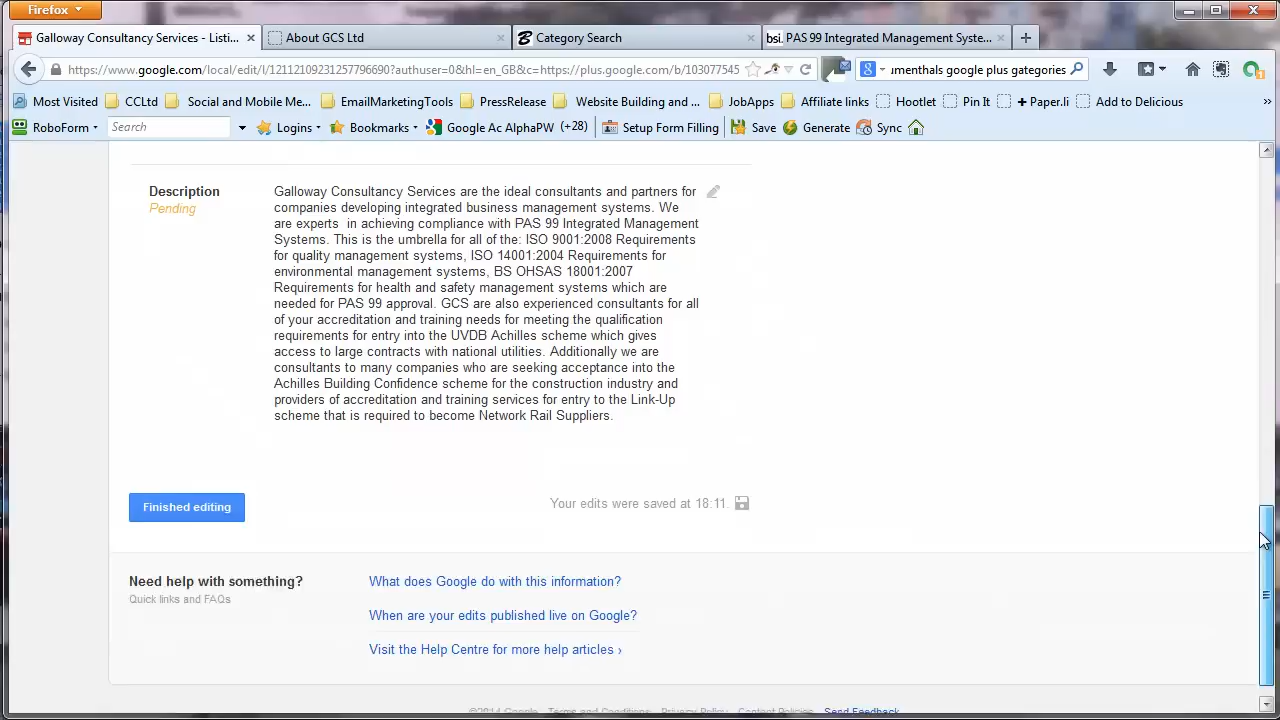 Firefox
Galloway Consultancy Services - Listi...
About GCS Ltd
Category Search
bsi. PAS 99 Integrated Management Syste...
https://www.google.com/local/edit/l/12112109231257796690?authuser=0&hl=en_GB&c=https://plus.google.com/b/103077545
imenthals google plus gategories
Most Visited
CCLtd
Social and Mobile Me...
EmailMarketingTools
PressRelease
Website Building and ...
JobApps
Affiliate links
Hootlet
Pin It
+ Paper.li
Add to Delicious
»
RoboForm
Search
Logins
Bookmarks
Google Ac AlphaPW
(+28)
Setup Form Filling
Save
Generate
Sync
Description
Pending
Galloway Consultancy Services are the ideal consultants and partners for
companies developing integrated business management systems. We
are experts in achieving compliance with PAS 99 Integrated Management
Systems. This is the umbrella for all of the: ISO 9001:2008 Requirements
for quality management systems, ISO 14001:2004 Requirements for
environmental management systems, BS OHSAS 18001:2007
Requirements for health and safety management systems which are
needed for PAS 99 approval. GCS are also experienced consultants for all
of your accreditation and training needs for meeting the qualification
requirements for entry into the UVDB Achilles scheme which gives
access to large contracts with national utilities. Additionally we are
consultants to many companies who are seeking acceptance into the
Achilles Building Confidence scheme for the construction industry and
providers of accreditation and training services for entry to the Link-Up
scheme that is required to become Network Rail Suppliers.
Finished editing
Your edits were saved at 18:11.
Need help with something?
Quick links and FAQs
What does Google do with this information?
When are your edits published live on Google?
Visit the Help Centre for more help articles ›
©2014 Google Terms and Conditions Privacy Policy Content Policies Send Feedback